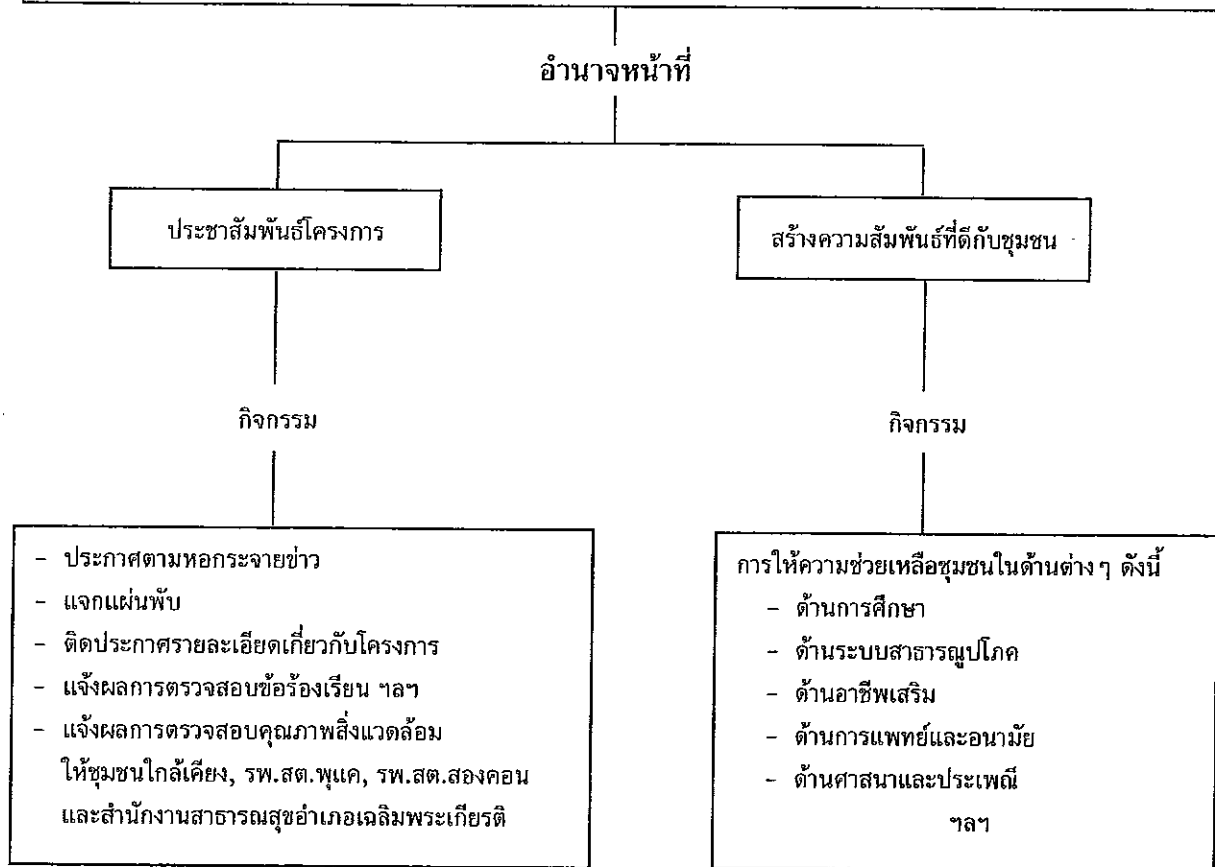 อำนาจหน้าที่
ประชาสัมพันธ์โครงการ
สร้างความสัมพันธ์ที่ดีกับชุมชน
กิจกรรม
กิจกรรม
- ประกาศตามหอกระจายข่าว
- แจกแผ่นพับ
- ติดประกาศรายละเอียดเกี่ยวกับโครงการ
- แจ้งผลการตรวจสอบข้อร้องเรียน ฯลฯ
- แจ้งผลการตรวจสอบคุณภาพสิ่งแวดล้อม
ให้ชุมชนใกล้เคียง, รพ.สต.พุแค, รพ.สต.สองคอน
และสำนักงานสาธารณสุขอำเภอเฉลิมพระเกียรติ
การให้ความช่วยเหลือชุมชนในด้านต่างๆ ดังนี้
- ด้านการศึกษา
- ด้านระบบสาธารณูปโภค
- ด้านอาชีพเสริม
- ด้านการแพทย์และอนามัย
- ด้านศาสนาและประเพณี
ฯลฯ